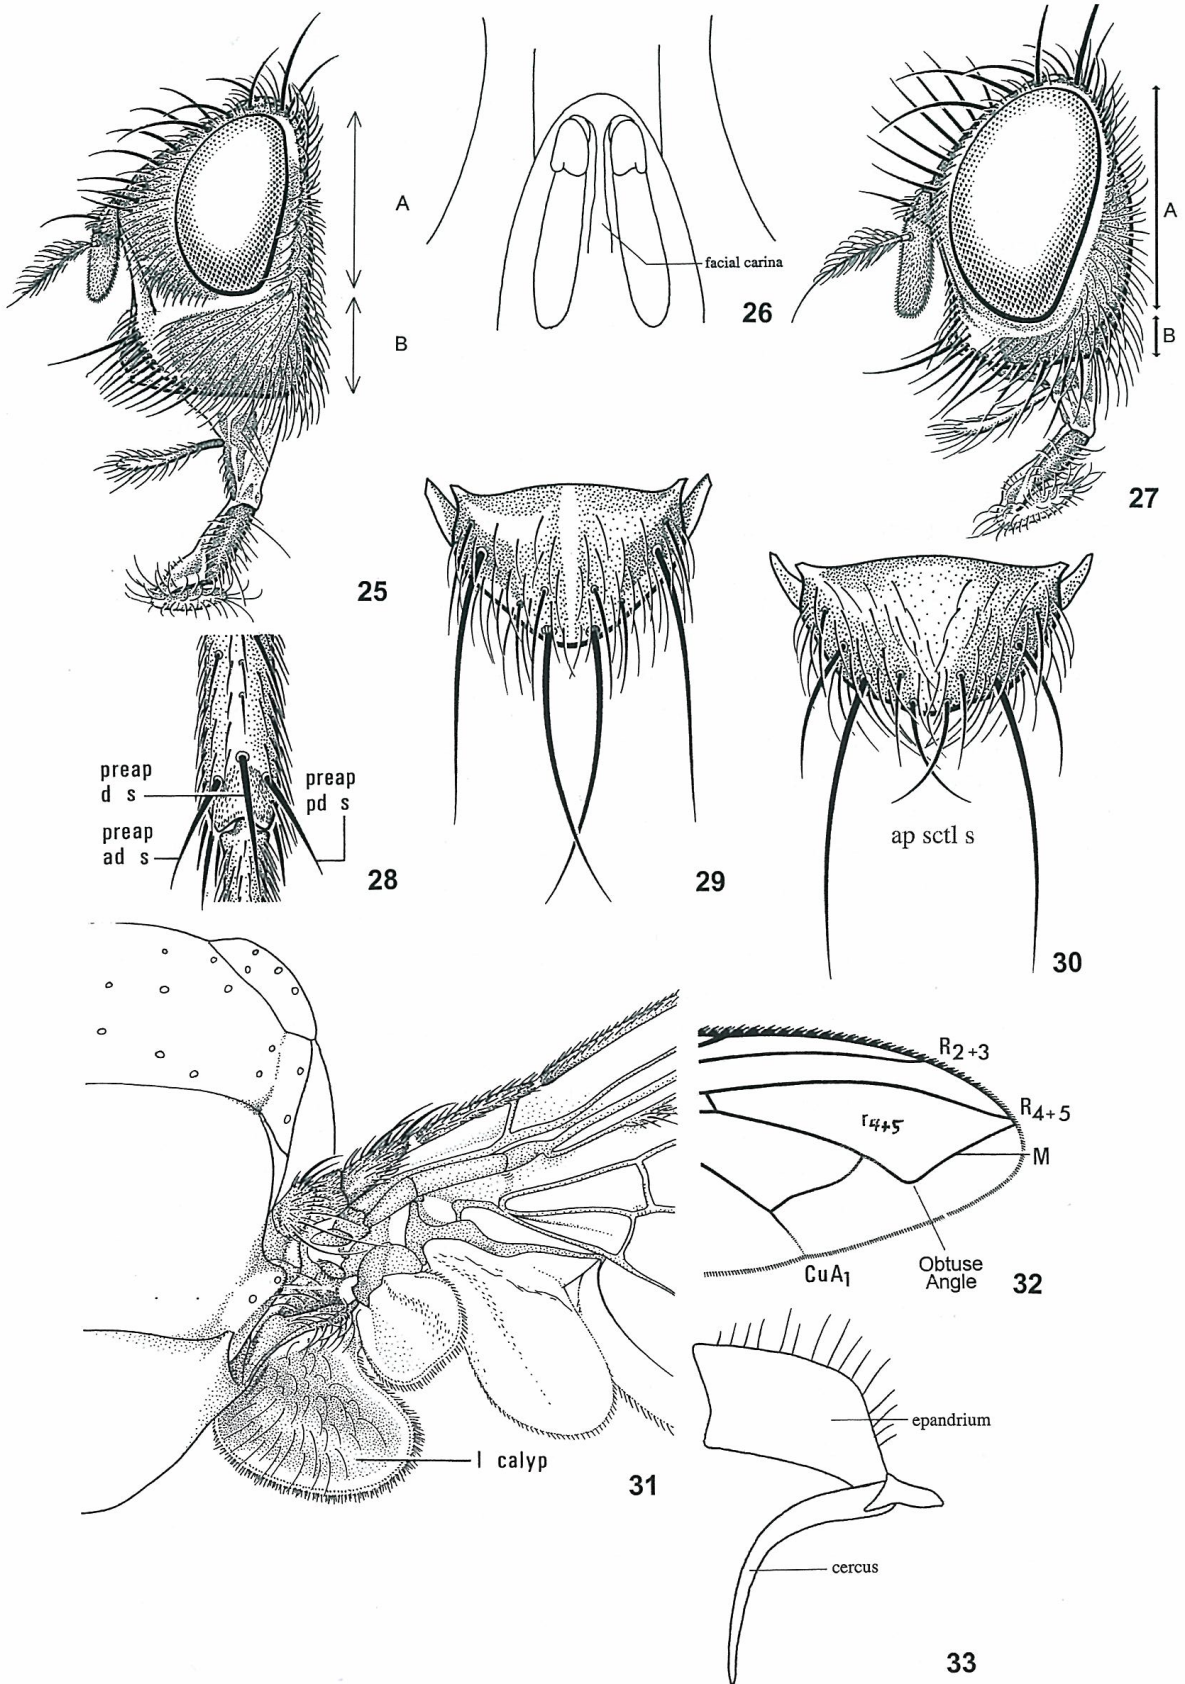 A
B
25
facial carina
26
A
B
27
preap
d s
preap
ad s
preap
pd s
28
29
ap sctl s
30
l calyp
31
R2+3
R4+5
r4+5
M
CuA1
Obtuse
Angle
32
epandrium
cercus
33